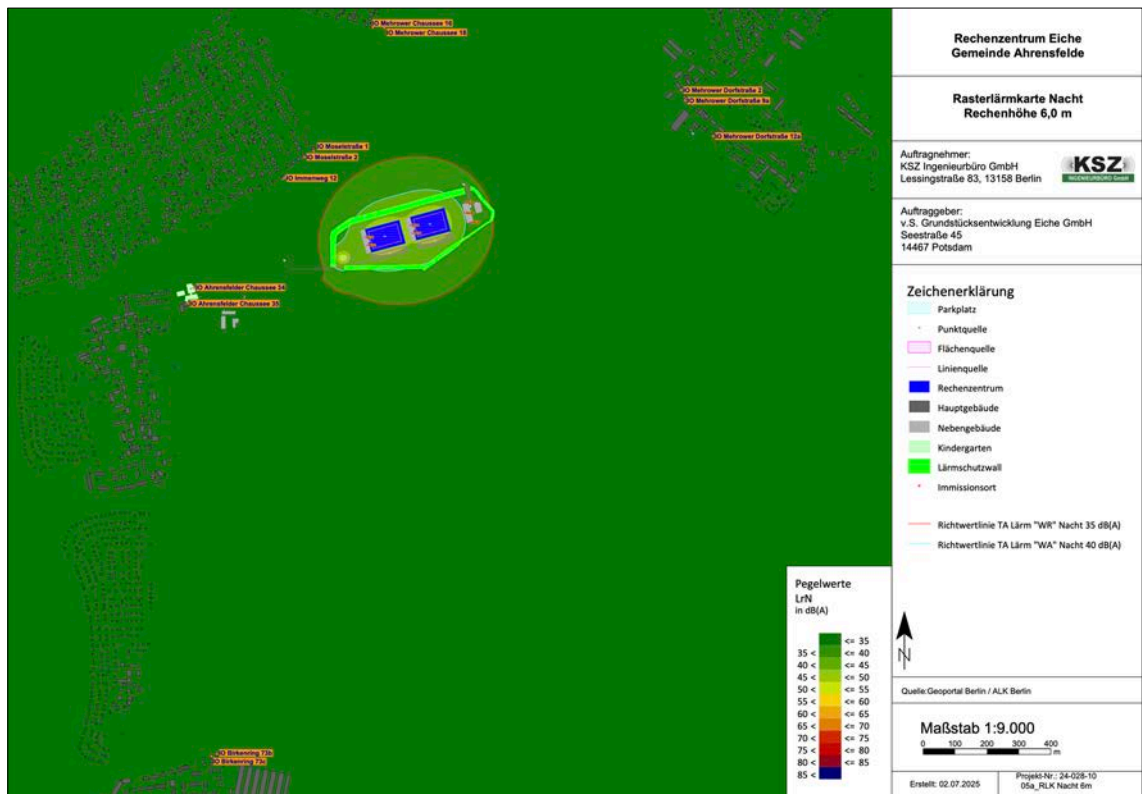 IO Mehrower Chaussee 16
IO Mehrower Chaussee 18
IO Mehrower Dorfstraße 2
IO Mehrower Dorfstraße 9a
IO Mehrower Dorfstraße 12a
IO Moselstraße 1
IO Moselstraße 2
IO Immenweg 12
IO Ahrensfelder Chaussee 34
IO Ahrensfelder Chaussee 35
IO Birkenring 73b
IO Birkenring 73c
Rechenzentrum Eiche
Gemeinde Ahrensfelde
Rasterlärmkarte Nacht
Rechenhöhe 6,0 m
Auftragnehmer:
KSZ Ingenieurbüro GmbH
Lessingstraße 83, 13158 Berlin
KSZ
INGENIEURBÜRO GmbH
Auftraggeber:
v.S. Grundstücksentwicklung Eiche GmbH
Seestraße 45
14467 Potsdam
Zeichenerklärung
Parkplatz
Punktquelle
Flächenquelle
Linienquelle
Rechenzentrum
Hauptgebäude
Nebengebäude
Kindergarten
Lärmschutzwall
Immissionsort
Richtwertlinie TA Lärm "WR" Nacht 35 dB(A)
Richtwertlinie TA Lärm "WA" Nacht 40 dB(A)
Pegelwerte
LrN
in dB(A)
<= 35
35 < <= 40
40 < <= 45
45 < <= 50
50 < <= 55
55 < <= 60
60 < <= 65
65 < <= 70
70 < <= 75
75 < <= 80
80 < <= 85
85 <
N
Quelle:Geoportal Berlin / ALK Berlin
Maßstab 1:9.000
0 100 200 300 400
m
Erstellt: 02.07.2025
Projekt-Nr.: 24-028-10
05a_RLK Nacht 6m